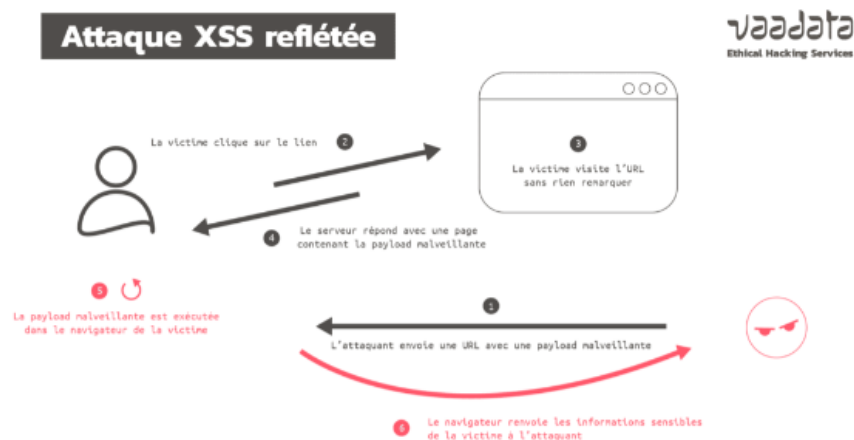 Attaque XSS reflétée
vaadata
Ethical Hacking Services
La victime clique sur le lien
2
3
La victime visite l'URL
sans rien remarquer
4
Le serveur répond avec une page
contenant la payload malveillante
5
La payload malveillante est exécutée
dans le navigateur de la victime
1
L'attaquant envoie une URL avec une payload malveillante
6
Le navigateur renvoie les informations sensibles
de la victime à l'attaquant